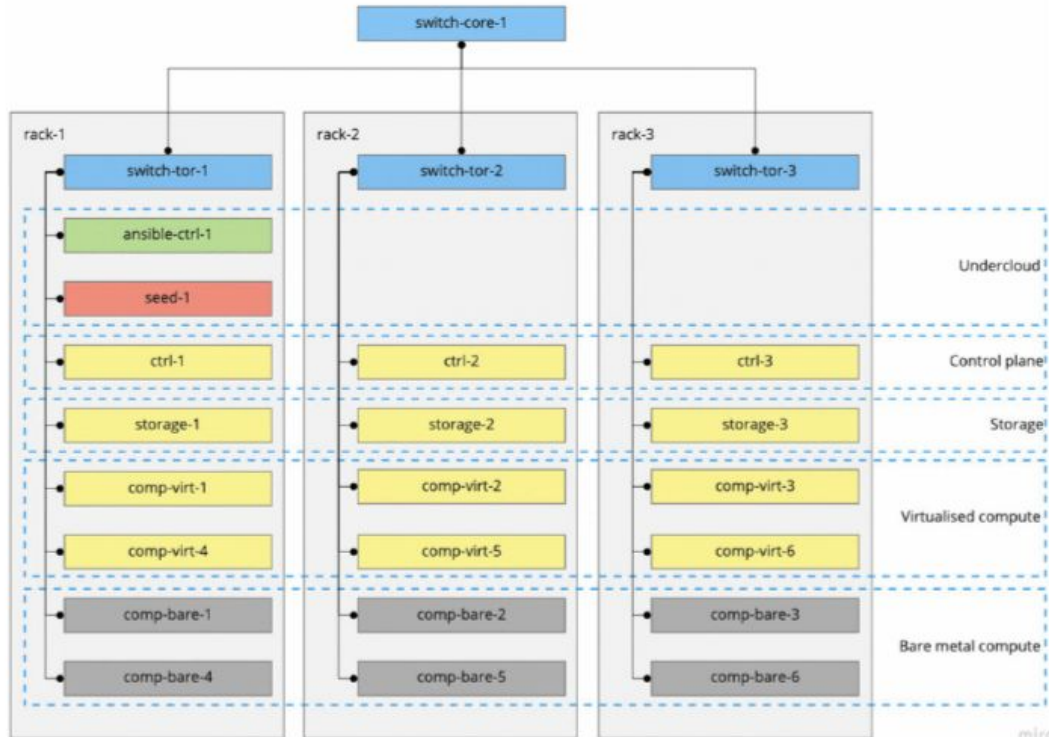 switch-core-1
rack-1
rack-2
rack-3
switch-tor-1
switch-tor-2
switch-tor-3
ansible-ctrl-1
Undercloud
seed-1
ctrl-1
ctrl-2
ctrl-3
Control plane
storage-1
storage-2
storage-3
Storage
comp-virt-1
comp-virt-2
comp-virt-3
Virtualised compute
comp-virt-4
comp-virt-5
comp-virt-6
comp-bare-1
comp-bare-2
comp-bare-3
Bare metal compute
comp-bare-4
comp-bare-5
comp-bare-6